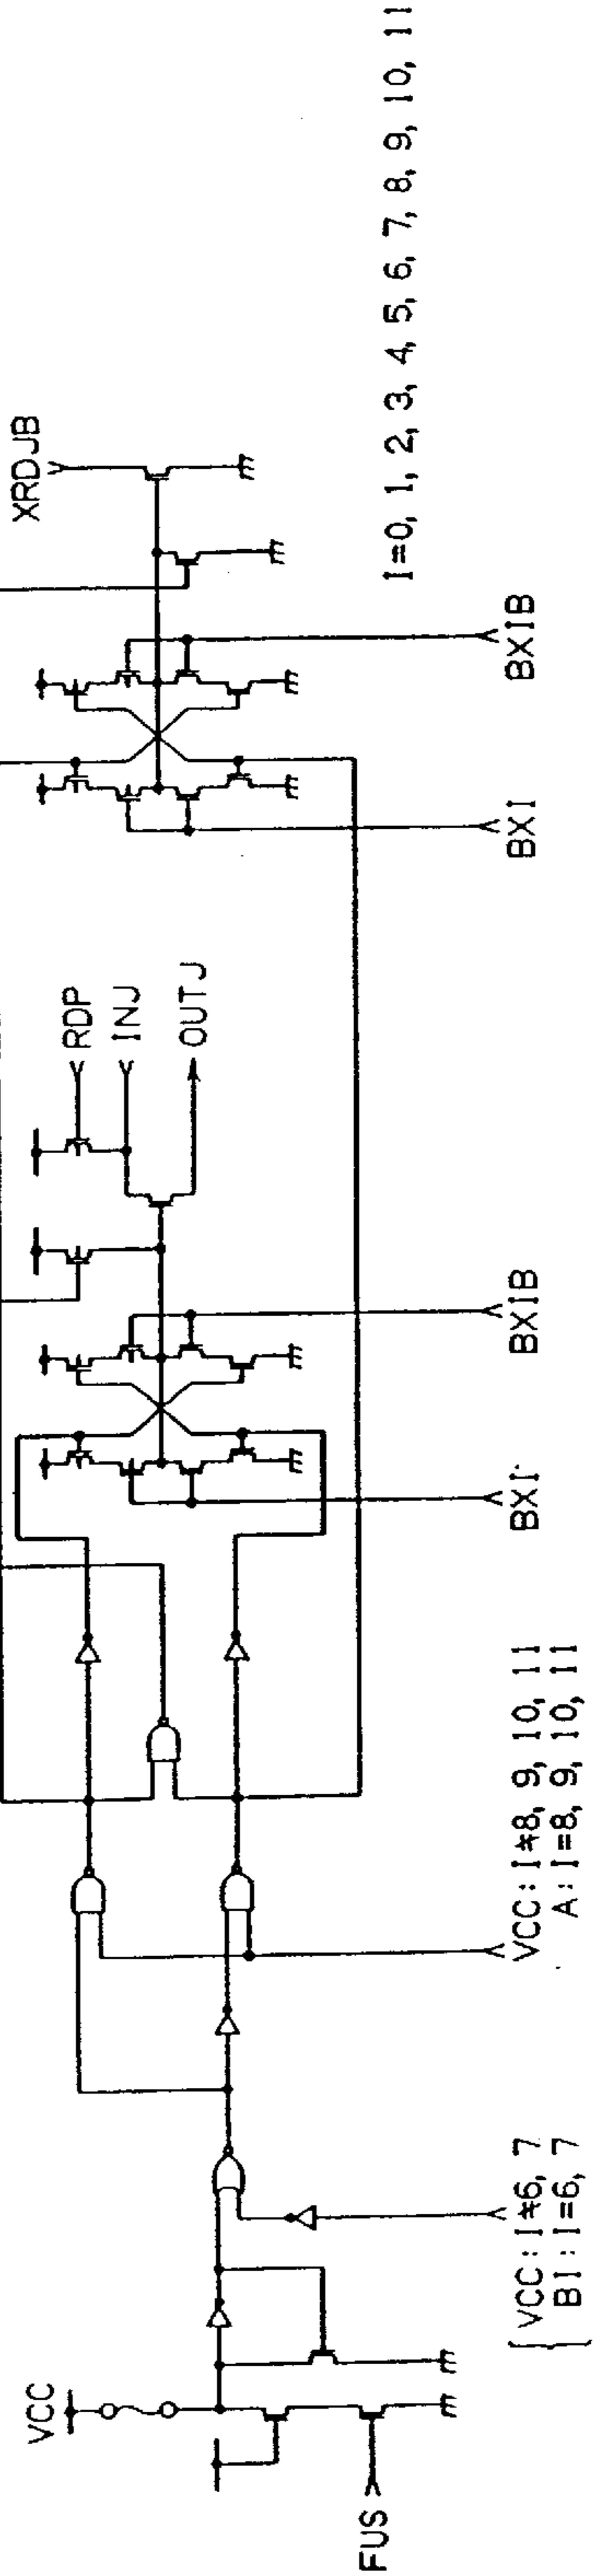 VCC
FUS
{ VCC : I≠6, 7
BI : I=6, 7
VCC : I≠8, 9, 10, 11
A : I=8, 9, 10, 11
BXI
BXIB
RDP
INJ
OUTJ
BXI
BXIB
XRDJB
I=0, 1, 2, 3, 4, 5, 6, 7, 8, 9, 10, 11